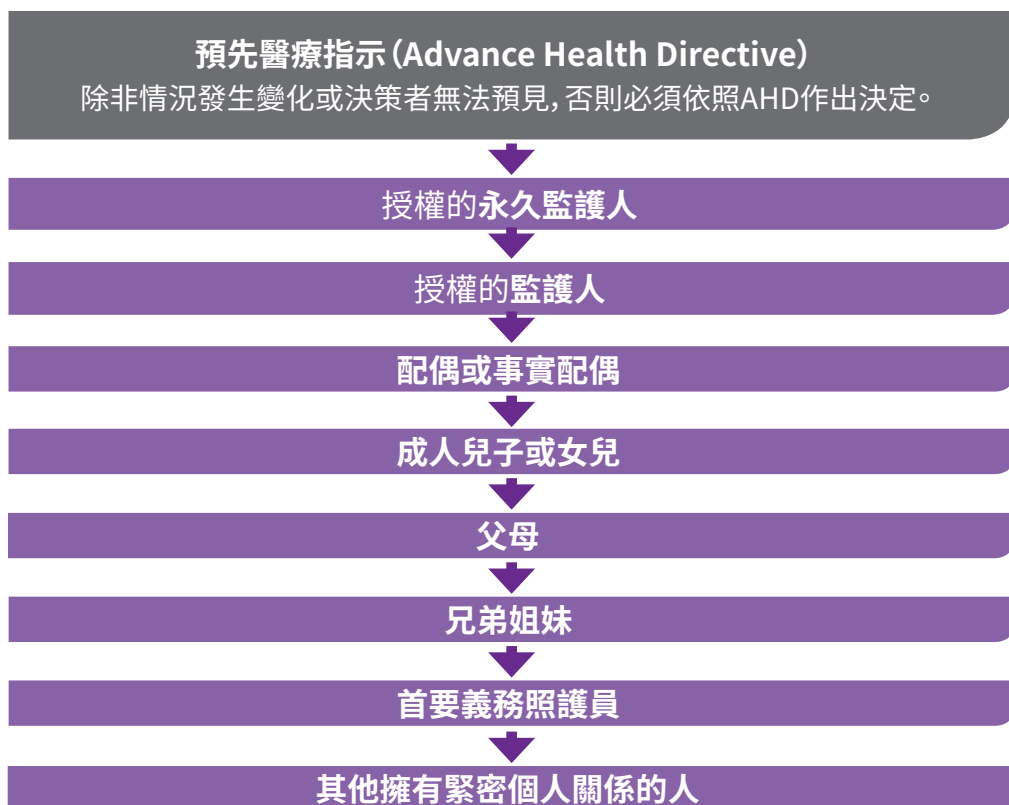 預先醫療指示（Advance Health Directive）
除非情況發生變化或決策者無法預見，否則必須依照AHD作出決定。
授權的永久監護人
授權的監護人
配偶或事實配偶
成人兒子或女兒
父母
兄弟姐妹
首要義務照護員
其他擁有緊密個人關係的人